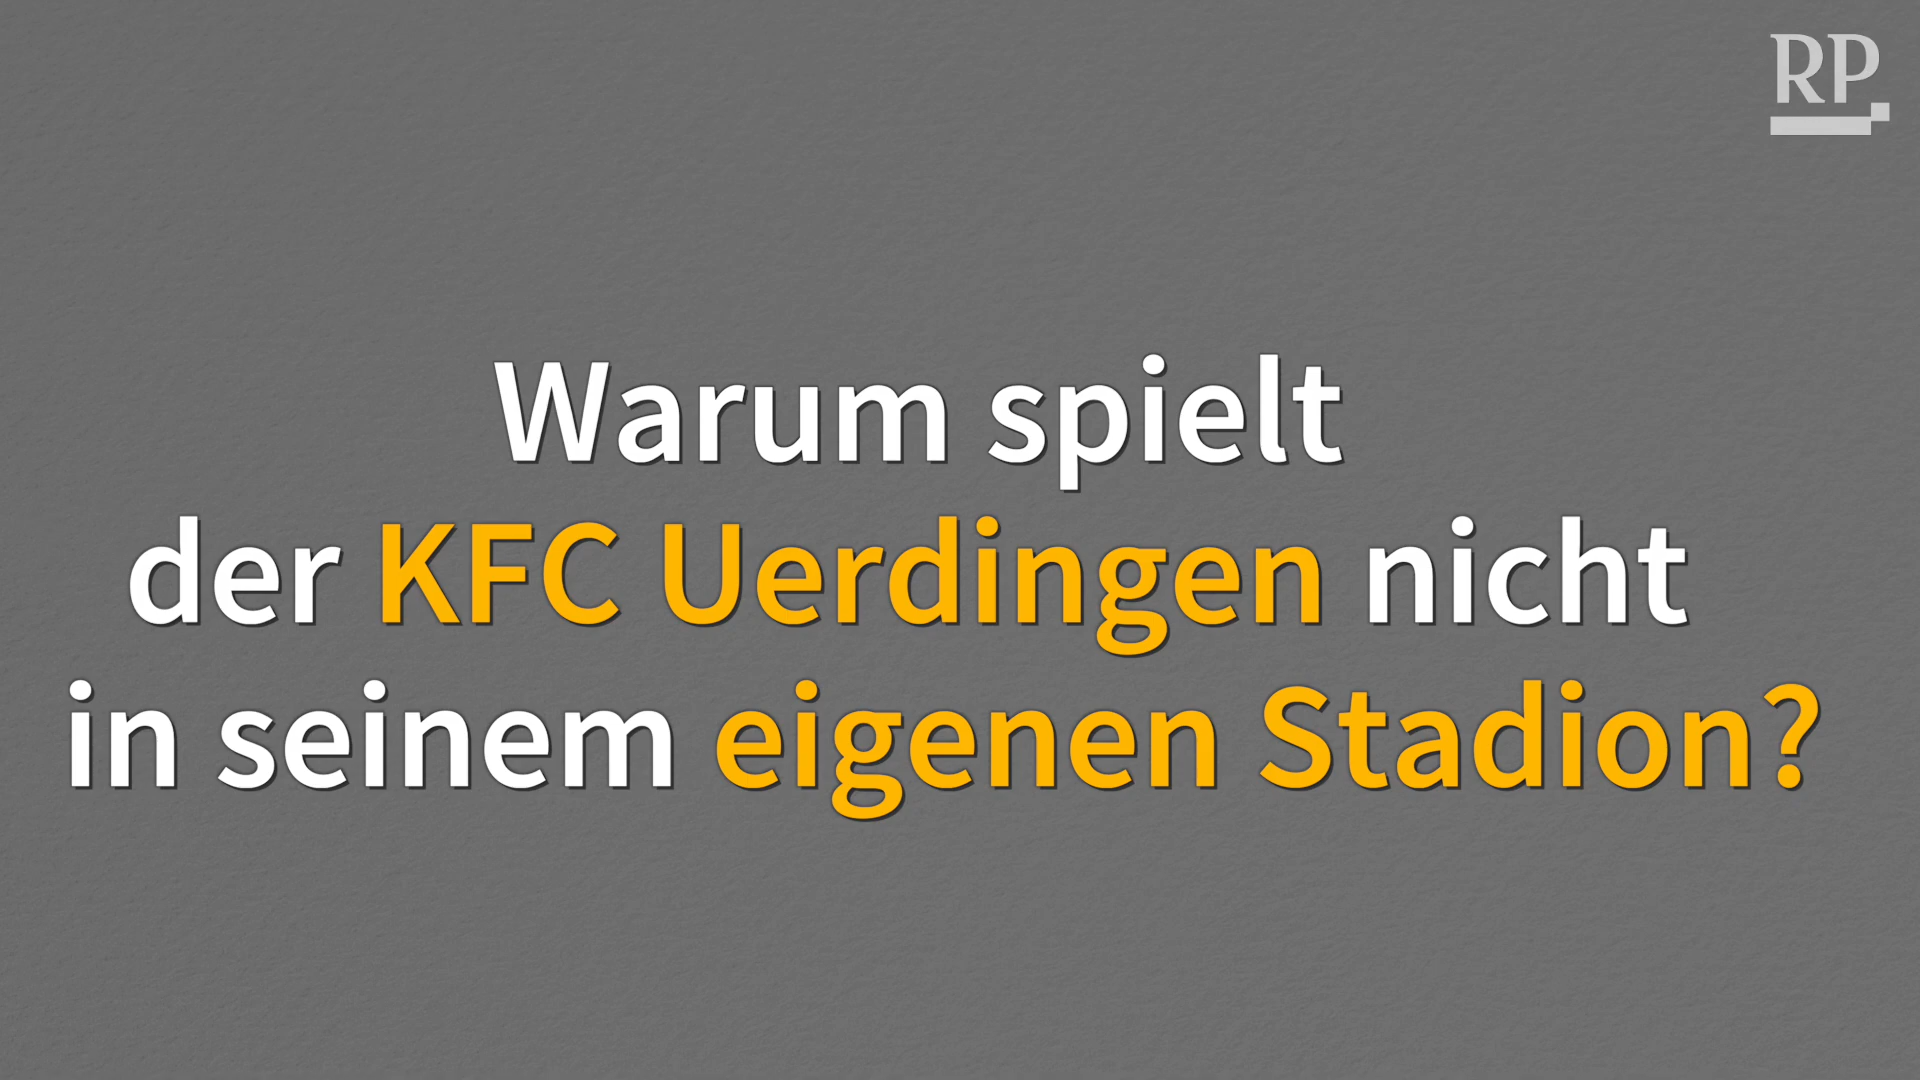 RP
Warum spielt
der KFC Uerdingen nicht
in seinem eigenen Stadion?